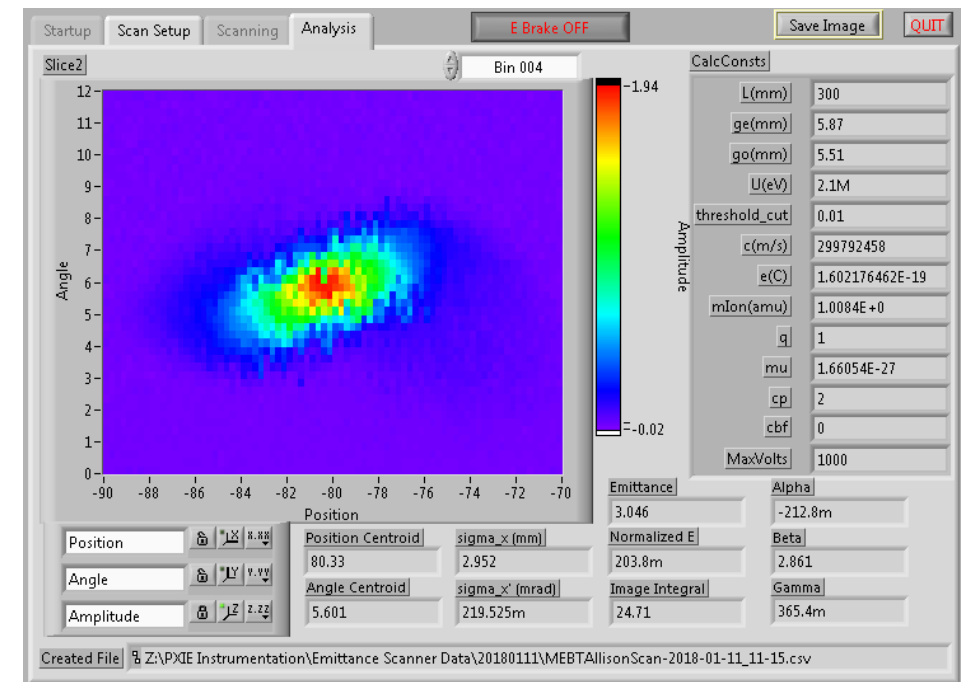 Startup Scan Setup Scanning Analysis E Brake OFF Save Image QUIT
Slice2 Bin 004
12
11
10
9
8
7
6
5
4
3
2
1
0
Angle
-90 -88 -86 -84 -82 -80 -78 -76 -74 -72 -70
Position
-1.94
-0.02
Amplitude
CalcConsts
L(mm) 300
ge(mm) 5.87
go(mm) 5.51
U(eV) 2.1M
threshold_cut 0.01
c(m/s) 299792458
e(C) 1.602176462E-19
mIon(amu) 1.0084E+0
q 1
mu 1.66054E-27
cp 2
cbf 0
MaxVolts 1000
Position X X.XX
Angle Y Y.YY
Amplitude Z Z.ZZ
Position Centroid sigma_x (mm)
80.33 2.952
Angle Centroid sigma_x' (mrad)
5.601 219.525m
Emittance Alpha
3.046 -212.8m
Normalized E Beta
203.8m 2.861
Image Integral Gamma
24.71 365.4m
Created File Z:\PXIE Instrumentation\Emittance Scanner Data\20180111\MEBTAllisonScan-2018-01-11_11-15.csv